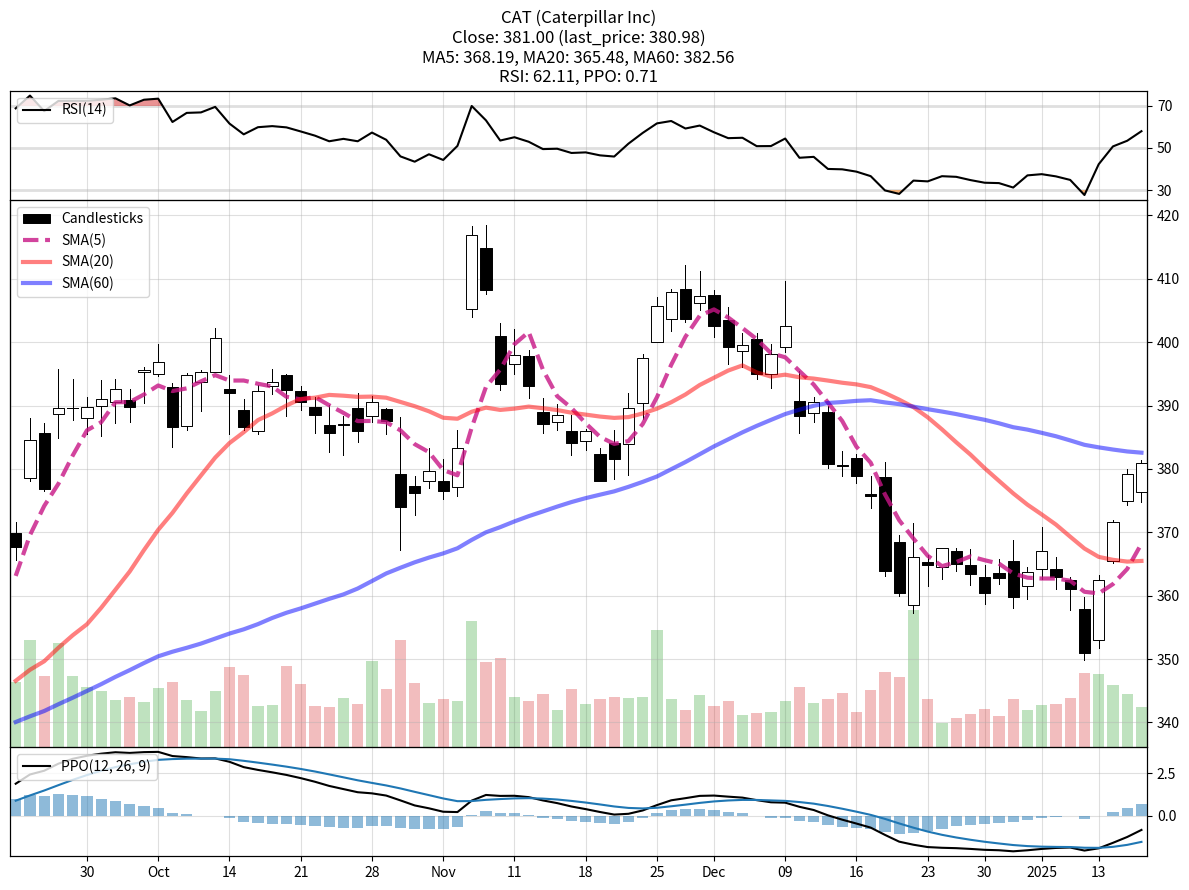 CAT (Caterpillar Inc)
Close: 381.00 (last_price: 380.98)
MA5: 368.19, MA20: 365.48, MA60: 382.56
RSI: 62.11, PPO: 0.71
RSI(14)
70
50
30
Candlesticks
SMA(5)
SMA(20)
SMA(60)
420
410
400
390
380
370
360
350
340
PPO(12, 26, 9)
2.5
0.0
30 Oct 14 21 28 Nov 11 18 25 Dec 09 16 23 30 2025 13